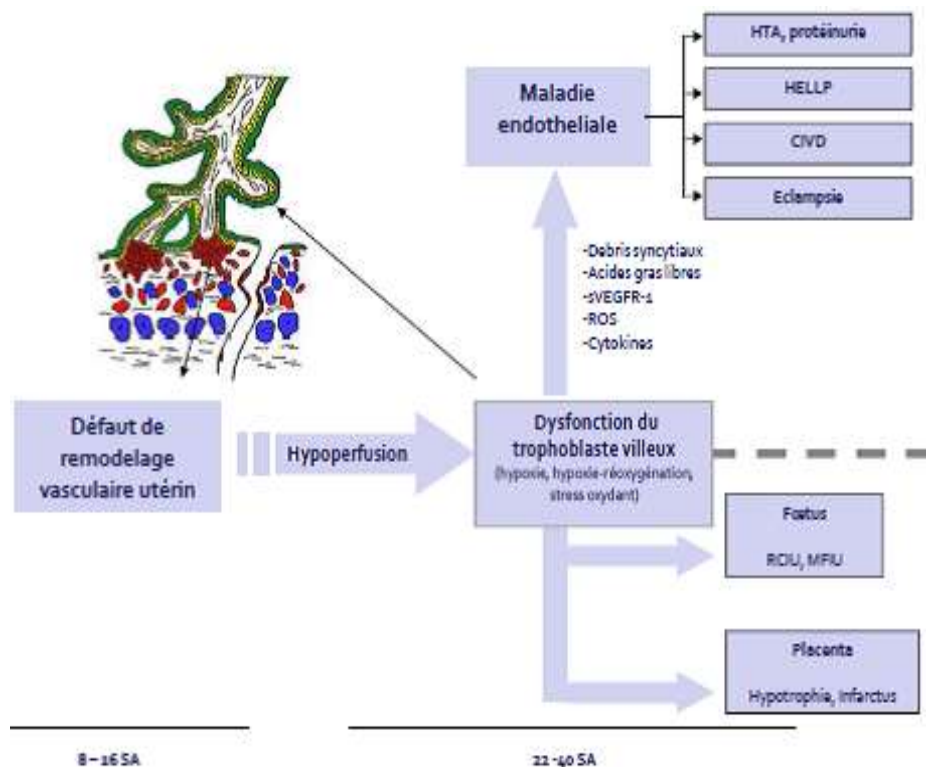 HTA, protéinurie
HELLP
CIVD
Eclampsie
Maladie
endotheliale
-Debris syncytiaux
-Acides gras libres
-sVEGFR-1
-ROS
-Cytokines
Défaut de
remodelage
vasculaire utérin
Hypoperfusion
Dysfonction du
trophoblaste villeux
(hypoxie, hypoxie-réoxygénation,
stress oxydant)
Fœtus
RCIU, MFIU
Placenta
Hypotrophie, Infarctus
8 – 16 SA
22 -40 SA